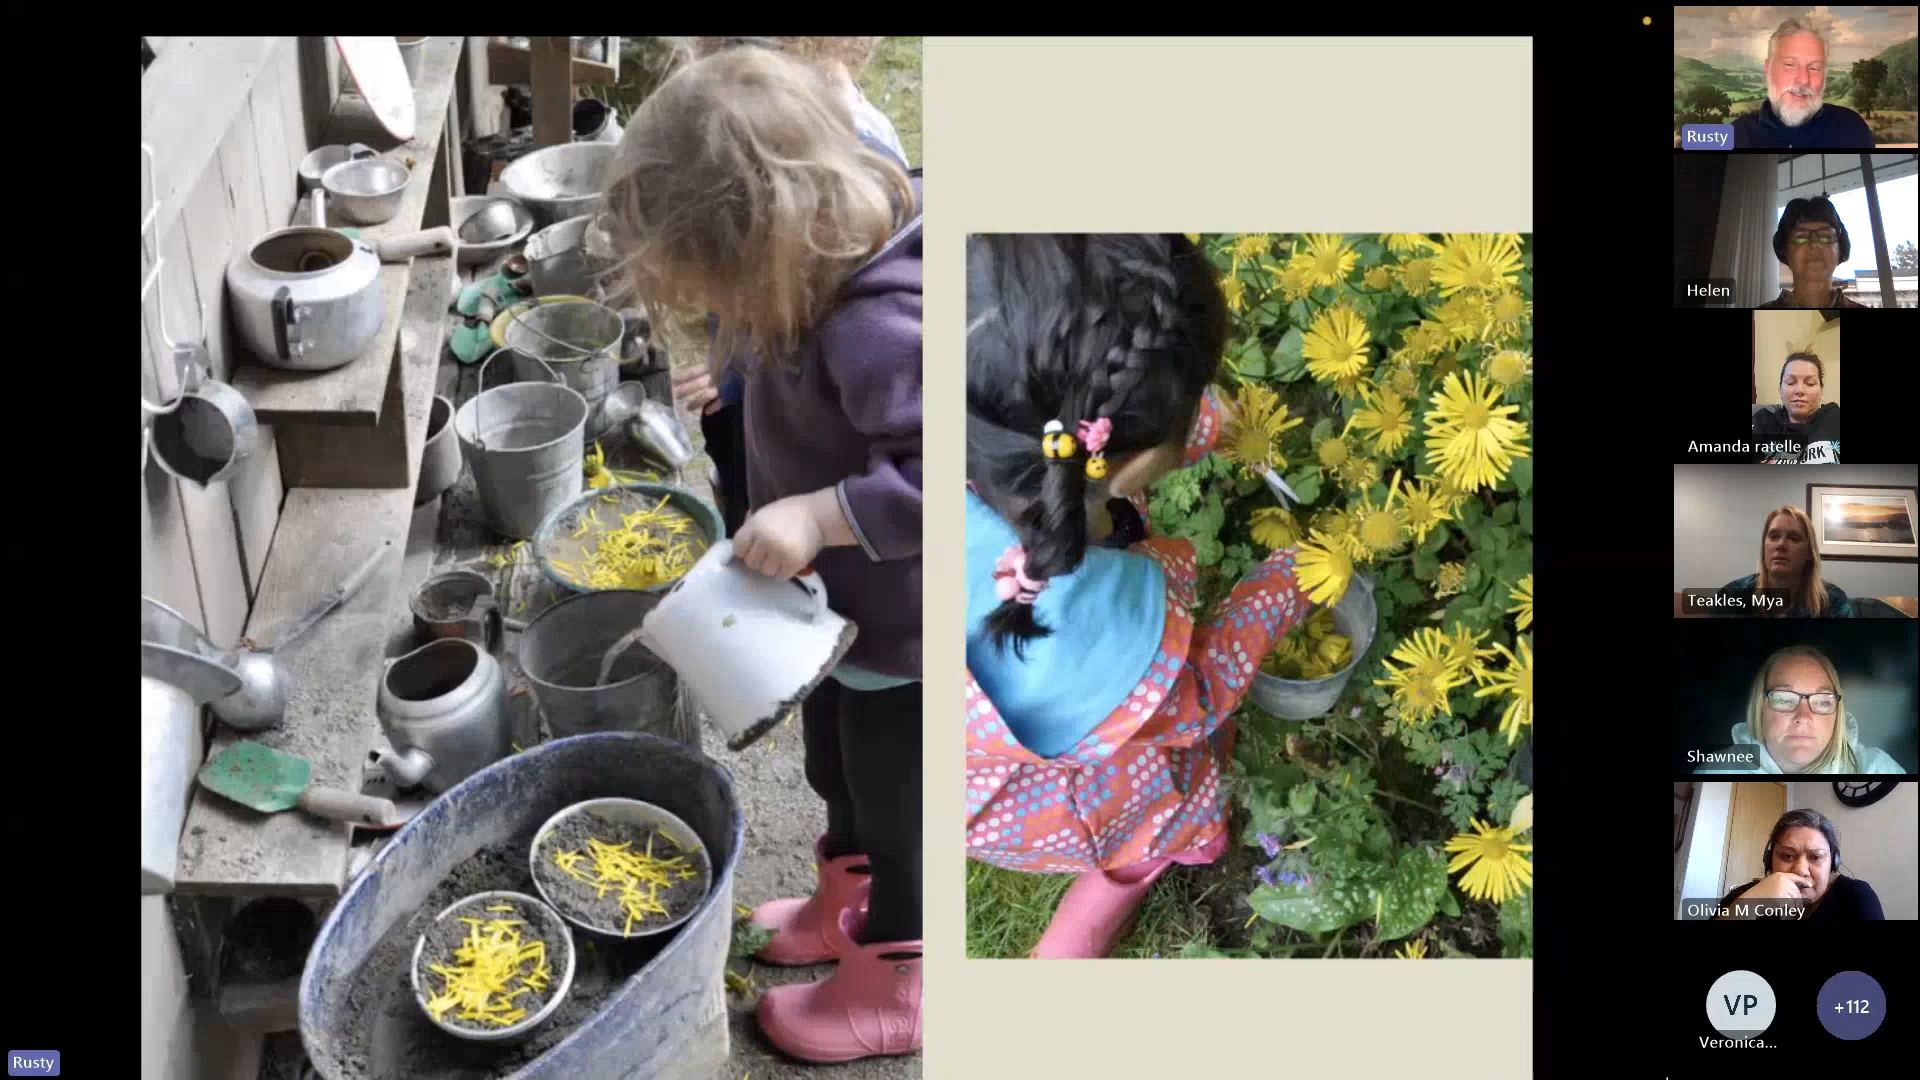 Rusty
Helen
Amanda ratelle
Teakles, Mya
Shawnee
Olivia M Conley
VP
+112
Veronica...
Rusty